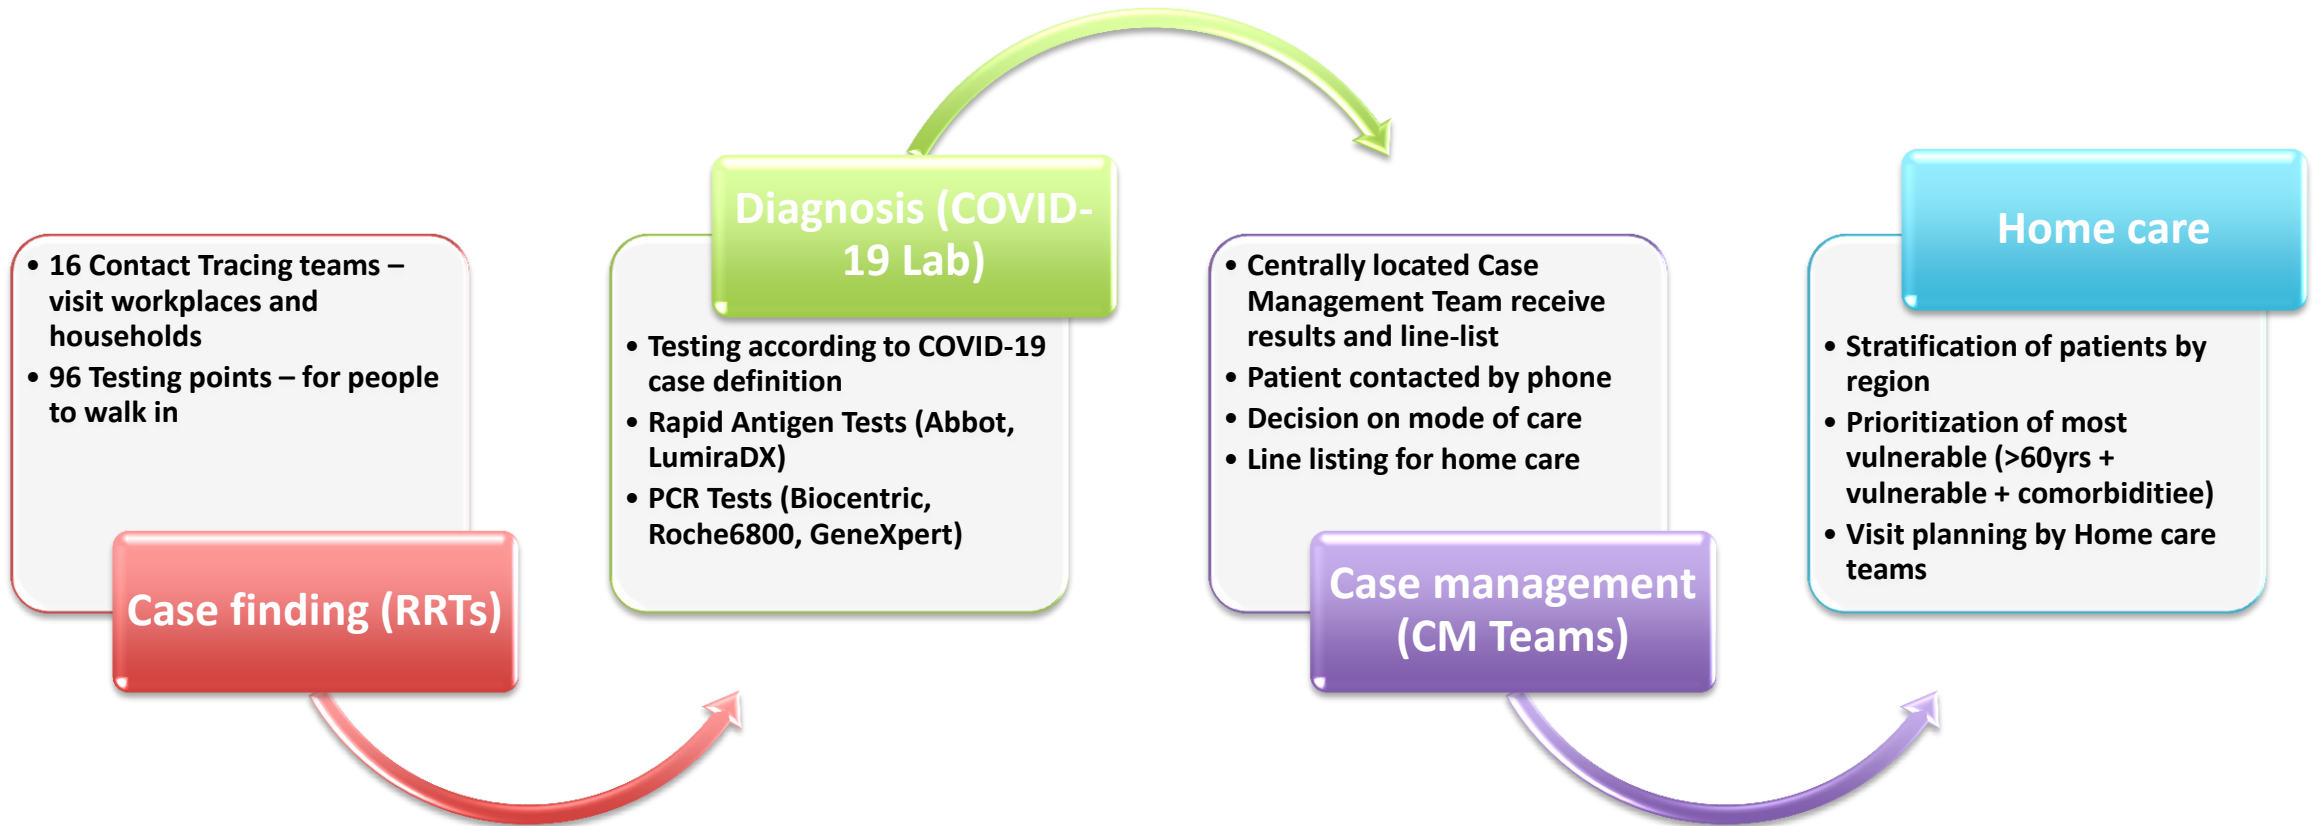 • 16 Contact Tracing teams –
visit workplaces and
households
• 96 Testing points – for people
to walk in
Case finding (RRTs)
Diagnosis (COVID-
19 Lab)
• Testing according to COVID-19
case definition
• Rapid Antigen Tests (Abbot,
LumiraDX)
• PCR Tests (Biocentric,
Roche6800, GeneXpert)
• Centrally located Case
Management Team receive
results and line-list
• Patient contacted by phone
• Decision on mode of care
• Line listing for home care
Case management
(CM Teams)
Home care
• Stratification of patients by
region
• Prioritization of most
vulnerable (>60yrs +
vulnerable + comorbiditiee)
• Visit planning by Home care
teams